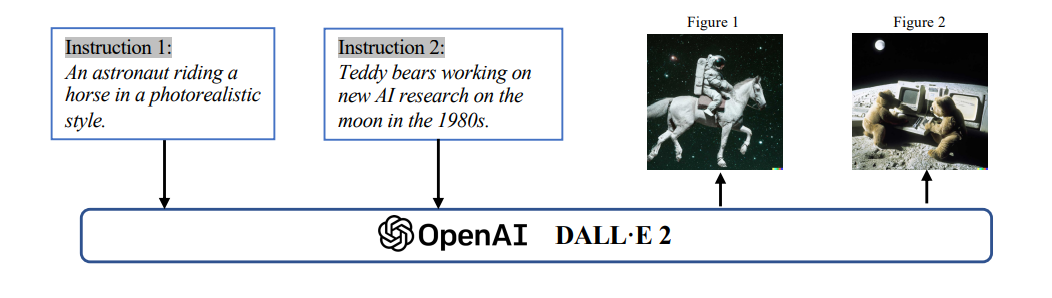 Instruction 1:
An astronaut riding a
horse in a photorealistic
style.
Instruction 2:
Teddy bears working on
new AI research on the
moon in the 1980s.
Figure 1
Figure 2
OpenAI DALL·E 2